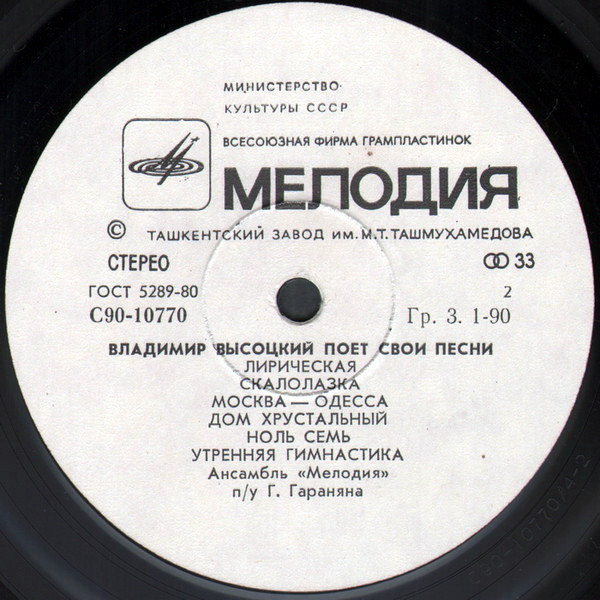 МИНИСТЕРСТВО
КУЛЬТУРЫ СССР
ВСЕСОЮЗНАЯ ФИРМА ГРАМПЛАСТИНОК
МЕЛОДИЯ
© ТАШКЕНТСКИЙ ЗАВОД ИМ. М.Т. ТАШМУХАМЕДОВА
СТЕРЕО 33
ГОСТ 5289-80 2
С90-10770 Гр. 3. 1-90
ВЛАДИМИР ВЫСОЦКИЙ ПОЕТ СВОИ ПЕСНИ
ЛИРИЧЕСКАЯ
СКАЛОЛАЗКА
МОСКВА — ОДЕССА
ДОМ ХРУСТАЛЬНЫЙ
НОЛЬ СЕМЬ
УТРЕННЯЯ ГИМНАСТИКА
Ансамбль «Мелодия»
п/у Г. Гараняна